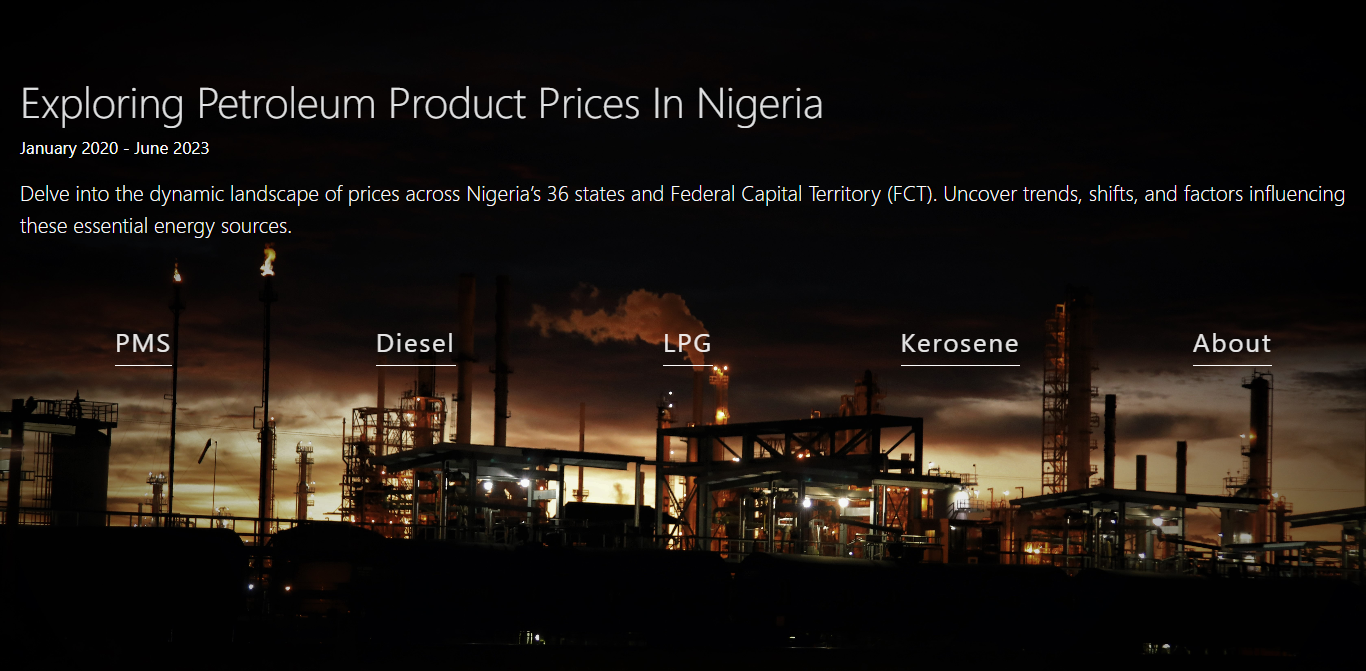 Exploring Petroleum Product Prices In Nigeria
January 2020 - June 2023
Delve into the dynamic landscape of prices across Nigeria’s 36 states and Federal Capital Territory (FCT). Uncover trends, shifts, and factors influencing
these essential energy sources.
PMS Diesel LPG Kerosene About